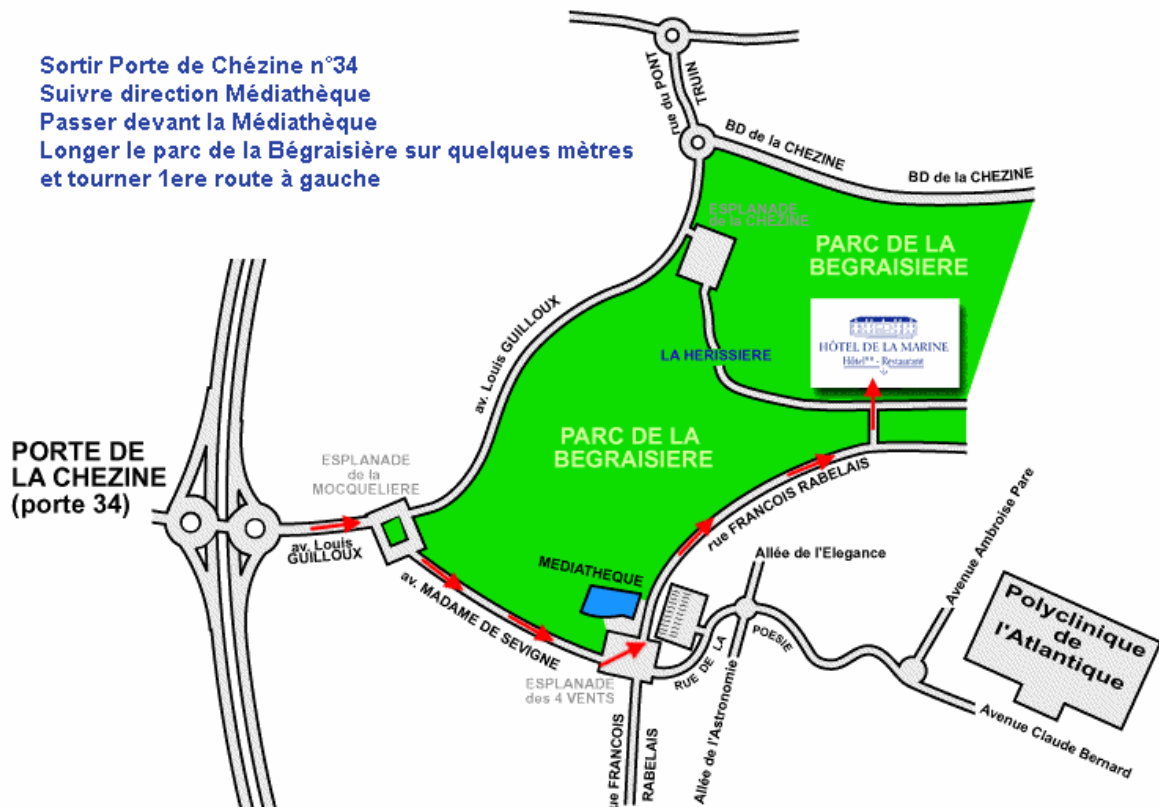 Sortir Porte de Chézine n°34
Suivre direction Médiathèque
Passer devant la Médiathèque
Longer le parc de la Bégraisière sur quelques mètres
et tourner 1ere route à gauche
rue du PONT
TRUIN
BD de la CHEZINE
BD de la CHEZINE
ESPLANADE
de la CHEZINE
PARC DE LA
BEGRAISIERE
HÔTEL DE LA MARINE
Hôtel** - Restaurant
LA HERISSIERE
av. Louis GUILLOUX
PARC DE LA
BEGRAISIERE
PORTE DE
LA CHEZINE
(porte 34)
ESPLANADE
de la
MOCQUELIERE
av. Louis
GUILLOUX
av. MADAME DE SEVIGNE
MEDIATHEQUE
rue FRANCOIS RABELAIS
ESPLANADE
des 4 VENTS
Allée de l'Elegance
RUE DE LA
POESIE
Allée de l'Astronomie
Avenue Ambroise Pare
Polyclinique
de
l'Atlantique
Avenue Claude Bernard
ue FRANCOIS
RABELAIS